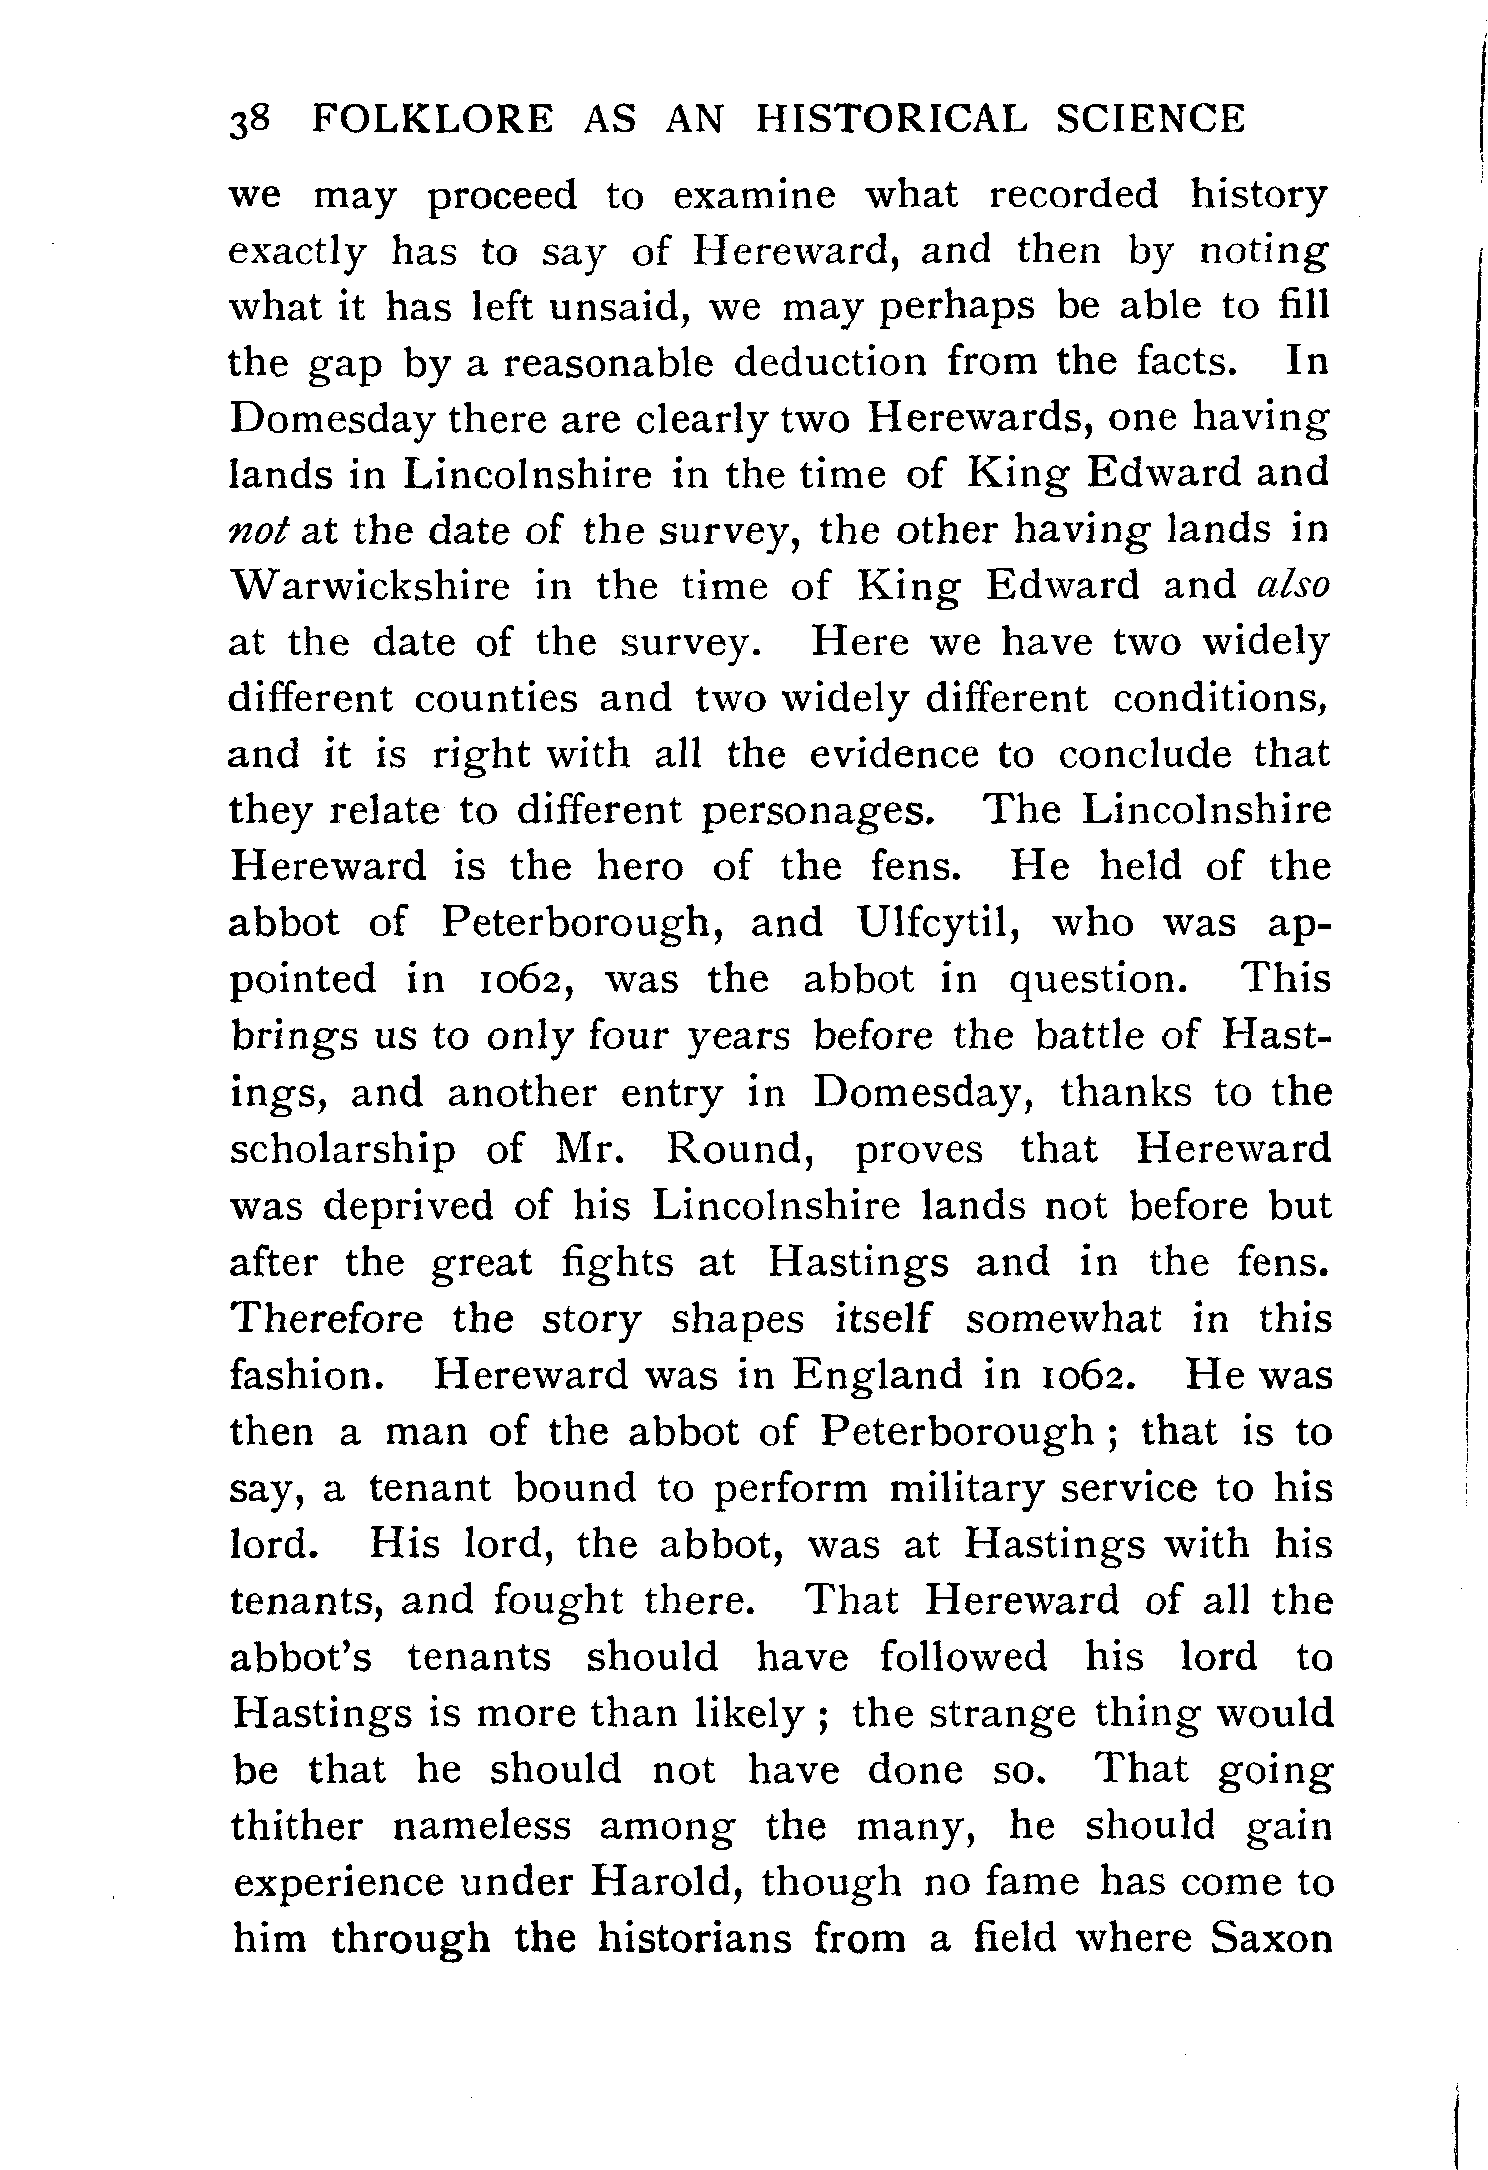 38 FOLKLORE AS AN HISTORICAL SCIENCE
we may proceed to examine what recorded history
exactly has to say of Hereward, and then by noting
what it has left unsaid, we may perhaps be able to fill
the gap by a reasonable deduction from the facts. In
Domesday there are clearly two Herewards, one having
lands in Lincolnshire in the time of King Edward and
not at the date of the survey, the other having lands in
Warwickshire in the time of King Edward and also
at the date of the survey. Here we have two widely
different counties and two widely different conditions,
and it is right with all the evidence to conclude that
they relate to different personages. The Lincolnshire
Hereward is the hero of the fens. He held of the
abbot of Peterborough, and Ulfcytil, who was ap-
pointed in 1062, was the abbot in question. This
brings us to only four years before the battle of Hast-
ings, and another entry in Domesday, thanks to the
scholarship of Mr. Round, proves that Hereward
was deprived of his Lincolnshire lands not before but
after the great fights at Hastings and in the fens.
Therefore the story shapes itself somewhat in this
fashion. Hereward was in England in 1062. He was
then a man of the abbot of Peterborough ; that is to
say, a tenant bound to perform military service to his
lord. His lord, the abbot, was at Hastings with his
tenants, and fought there. That Hereward of all the
abbot's tenants should have followed his lord to
Hastings is more than likely ; the strange thing would
be that he should not have done so. That going
thither nameless among the many, he should gain
experience under Harold, though no fame has come to
him through the historians from a field where Saxon